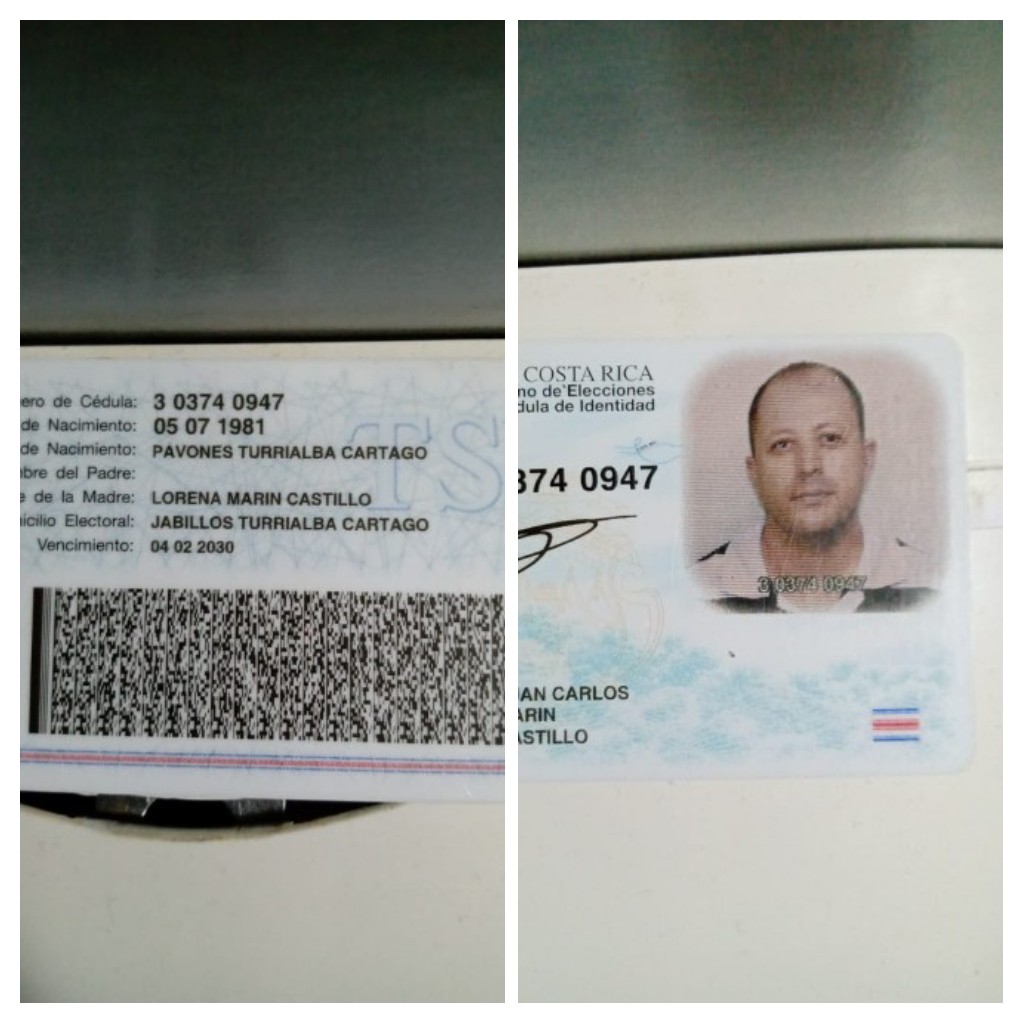 ero de Cédula: 3 0374 0947
de Nacimiento: 05 07 1981
de Nacimiento: PAVONES TURRIALBA CARTAGO
bre del Padre:
e de la Madre: LORENA MARIN CASTILLO
icilio Electoral: JABILLOS TURRIALBA CARTAGO
Vencimiento: 04 02 2030
TS
COSTA RICA
no de Elecciones
dula de Identidad
374 0947
3 0374 0947
AN CARLOS
ARIN
ASTILLO